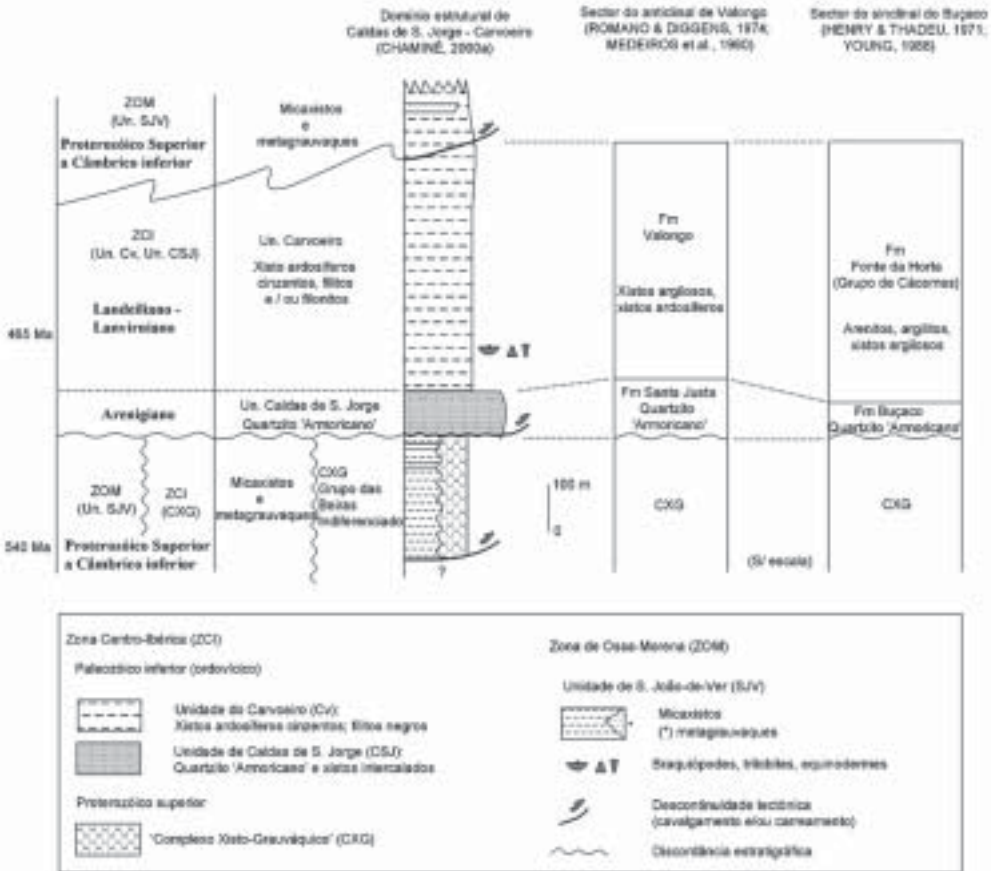 Domínio estrutural de
Caldas de S. Jorge - Carvoeiro
(CHAMINÉ, 2000a)
Sector do anticlinal de Valongo
(ROMANO & DIGGENS, 1974;
MEDEIROS et al., 1980)
Sector do sinclinal do Buçaco
(HENRY & THADEU, 1971;
YOUNG, 1988)
ZOM
(Un. SJV)
Proterozóico Superior
a Câmbrico inferior
Micaxistos
e
metagrauvaques
ZCI
(Un. Cv, Un. CSJ)
Landeiliano -
Lanvirniano
465 Ma
Un. Carvoeiro
Xisto ardosíferos
cinzentos, filitos
e / ou filonitos
Fm
Valongo
Xistos argilosos,
xistos ardosíferos
Fm
Fonte da Horta
(Grupo de Cácemes)
Arenitos, argilitos,
xistos argilosos
Arenigiano
Un. Caldas de S. Jorge
Quartzito 'Armoricano'
Fm Santa Justa
Quartzito
'Armoricano'
Fm Buçaco
Quartzito 'Armoricano'
ZOM
(Un. SJV)
ZCI
(CXG)
Proterozóico Superior
a Câmbrico inferior
540 Ma
Micaxistos
e
metagrauvaques
CXG
Grupo das
Beiras
Indiferenciado
?
100 m
0
CXG
(S/ escala)
CXG
Zona Centro-Ibérica (ZCI)
Paleozóico inferior (ordovícico)
Unidade do Carvoeiro (Cv):
Xistos ardosíferos cinzentos; filitos negros
Unidade de Caldas de S. Jorge (CSJ):
Quartzito 'Armoricano' e xistos intercalados
Proterozóico superior
'Complexo Xisto-Grauváquico' (CXG)
Zona de Ossa-Morena (ZOM)
Unidade de S. João-de-Ver (SJV)
Micaxistos
(*) metagrauvaques
Braquiópodes, trilobites, equinodermes
Descontinuidade tectónica
(cavalgamento e/ou carreamento)
Discordância estratigráfica